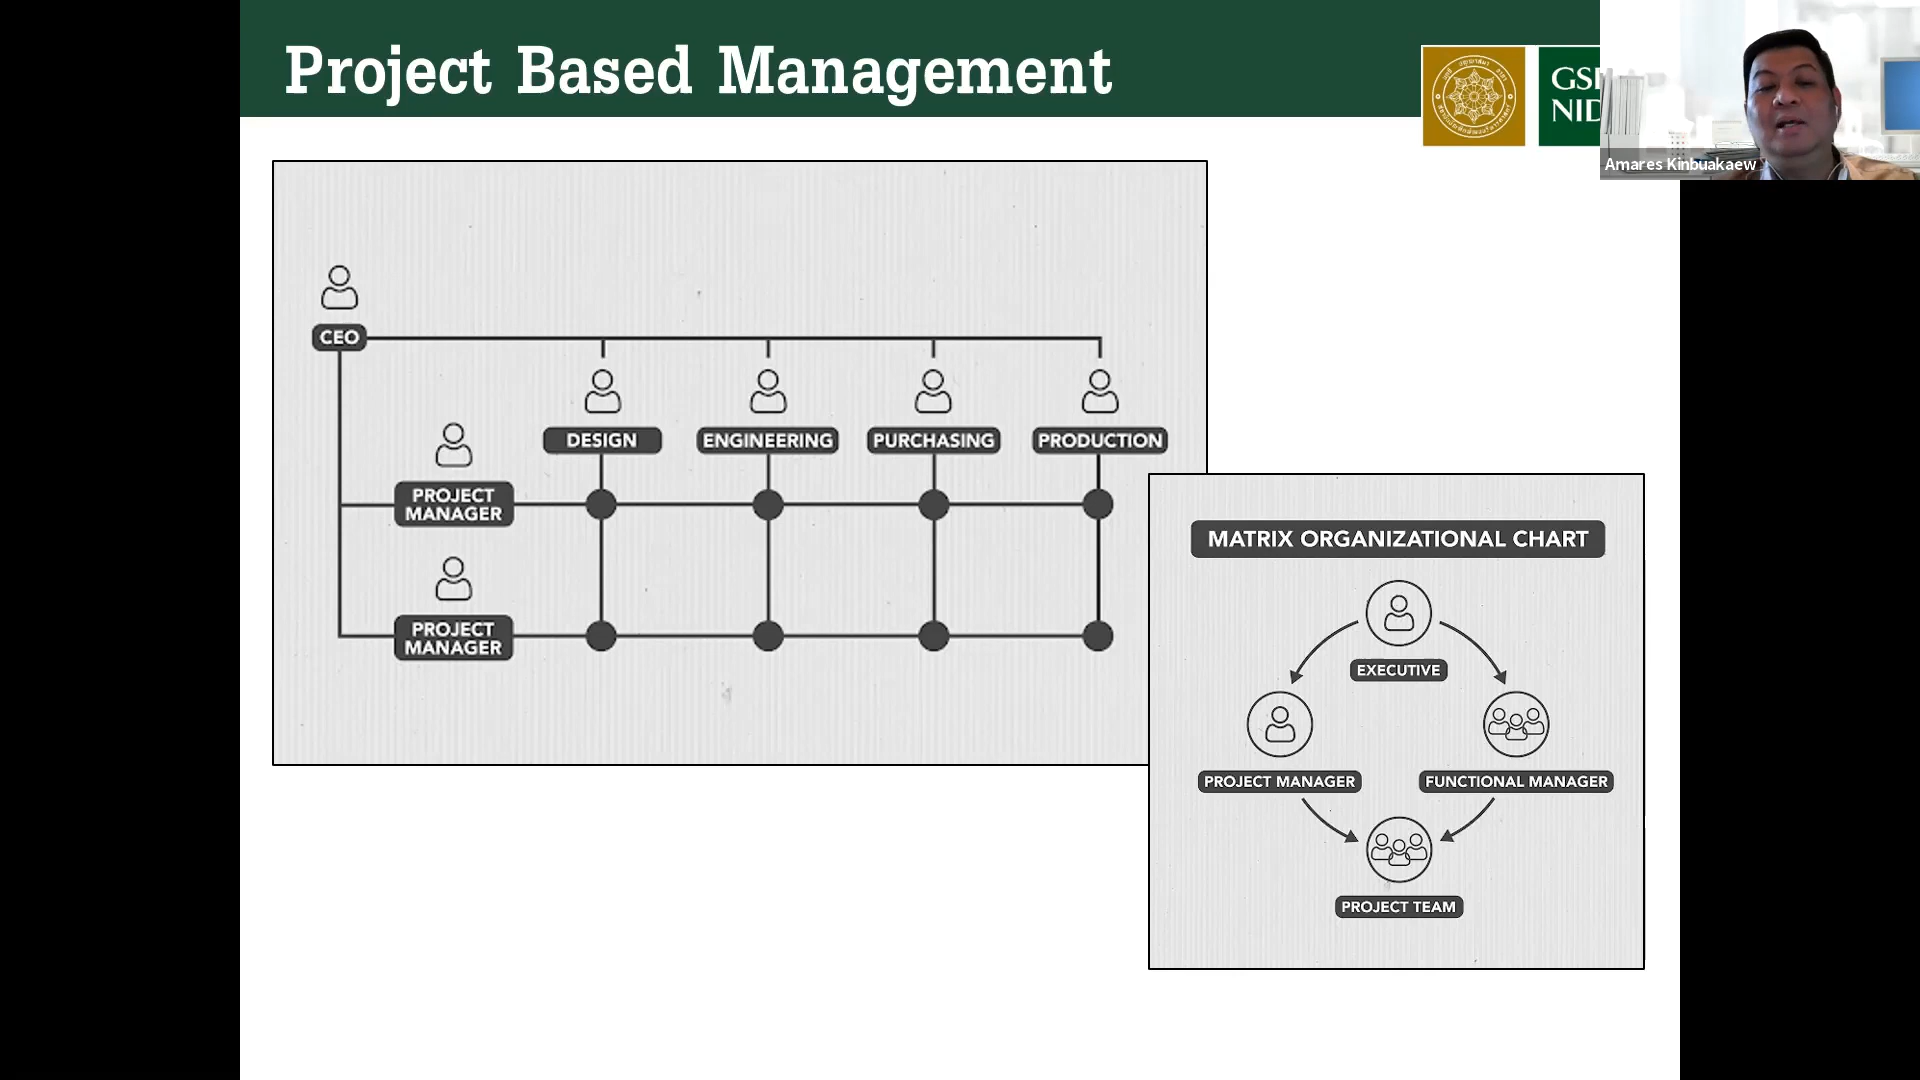 Project Based Management
GSI
NID
Amares Kinbuakaew
CEO
DESIGN
ENGINEERING
PURCHASING
PRODUCTION
PROJECT
MANAGER
PROJECT
MANAGER
MATRIX ORGANIZATIONAL CHART
EXECUTIVE
PROJECT MANAGER
FUNCTIONAL MANAGER
PROJECT TEAM